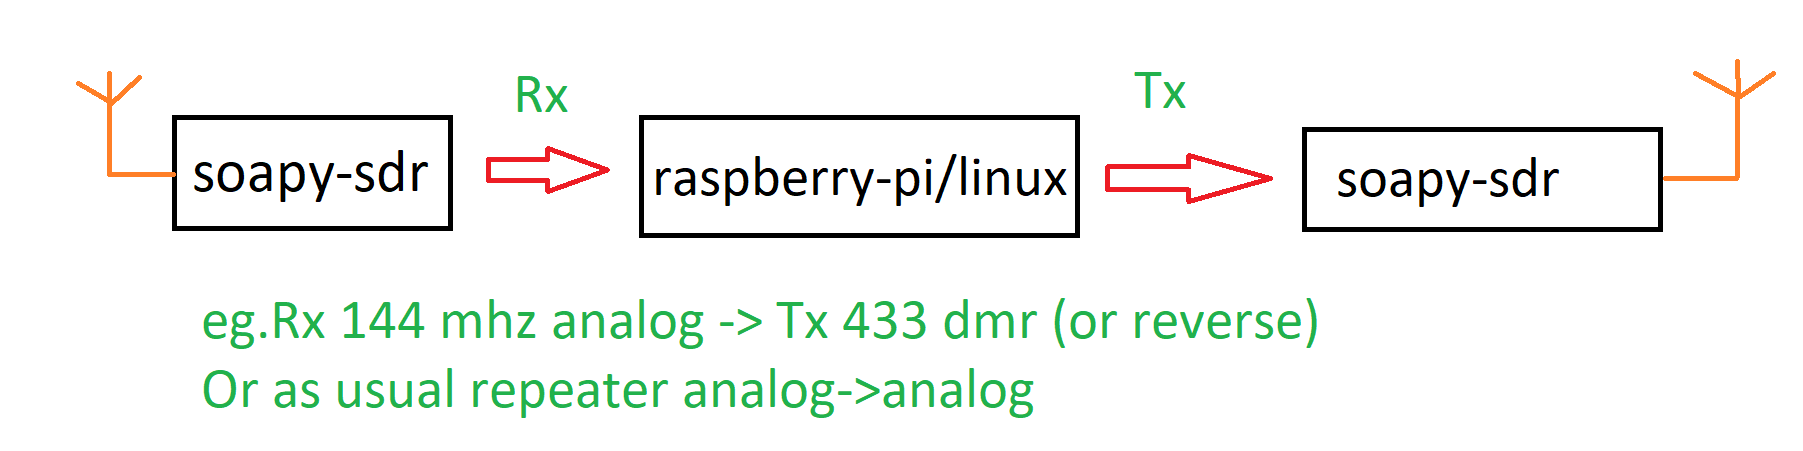 Rx
Tx
soapy-sdr
raspberry-pi/linux
soapy-sdr
eg.Rx 144 mhz analog -> Tx 433 dmr (or reverse)
Or as usual repeater analog->analog